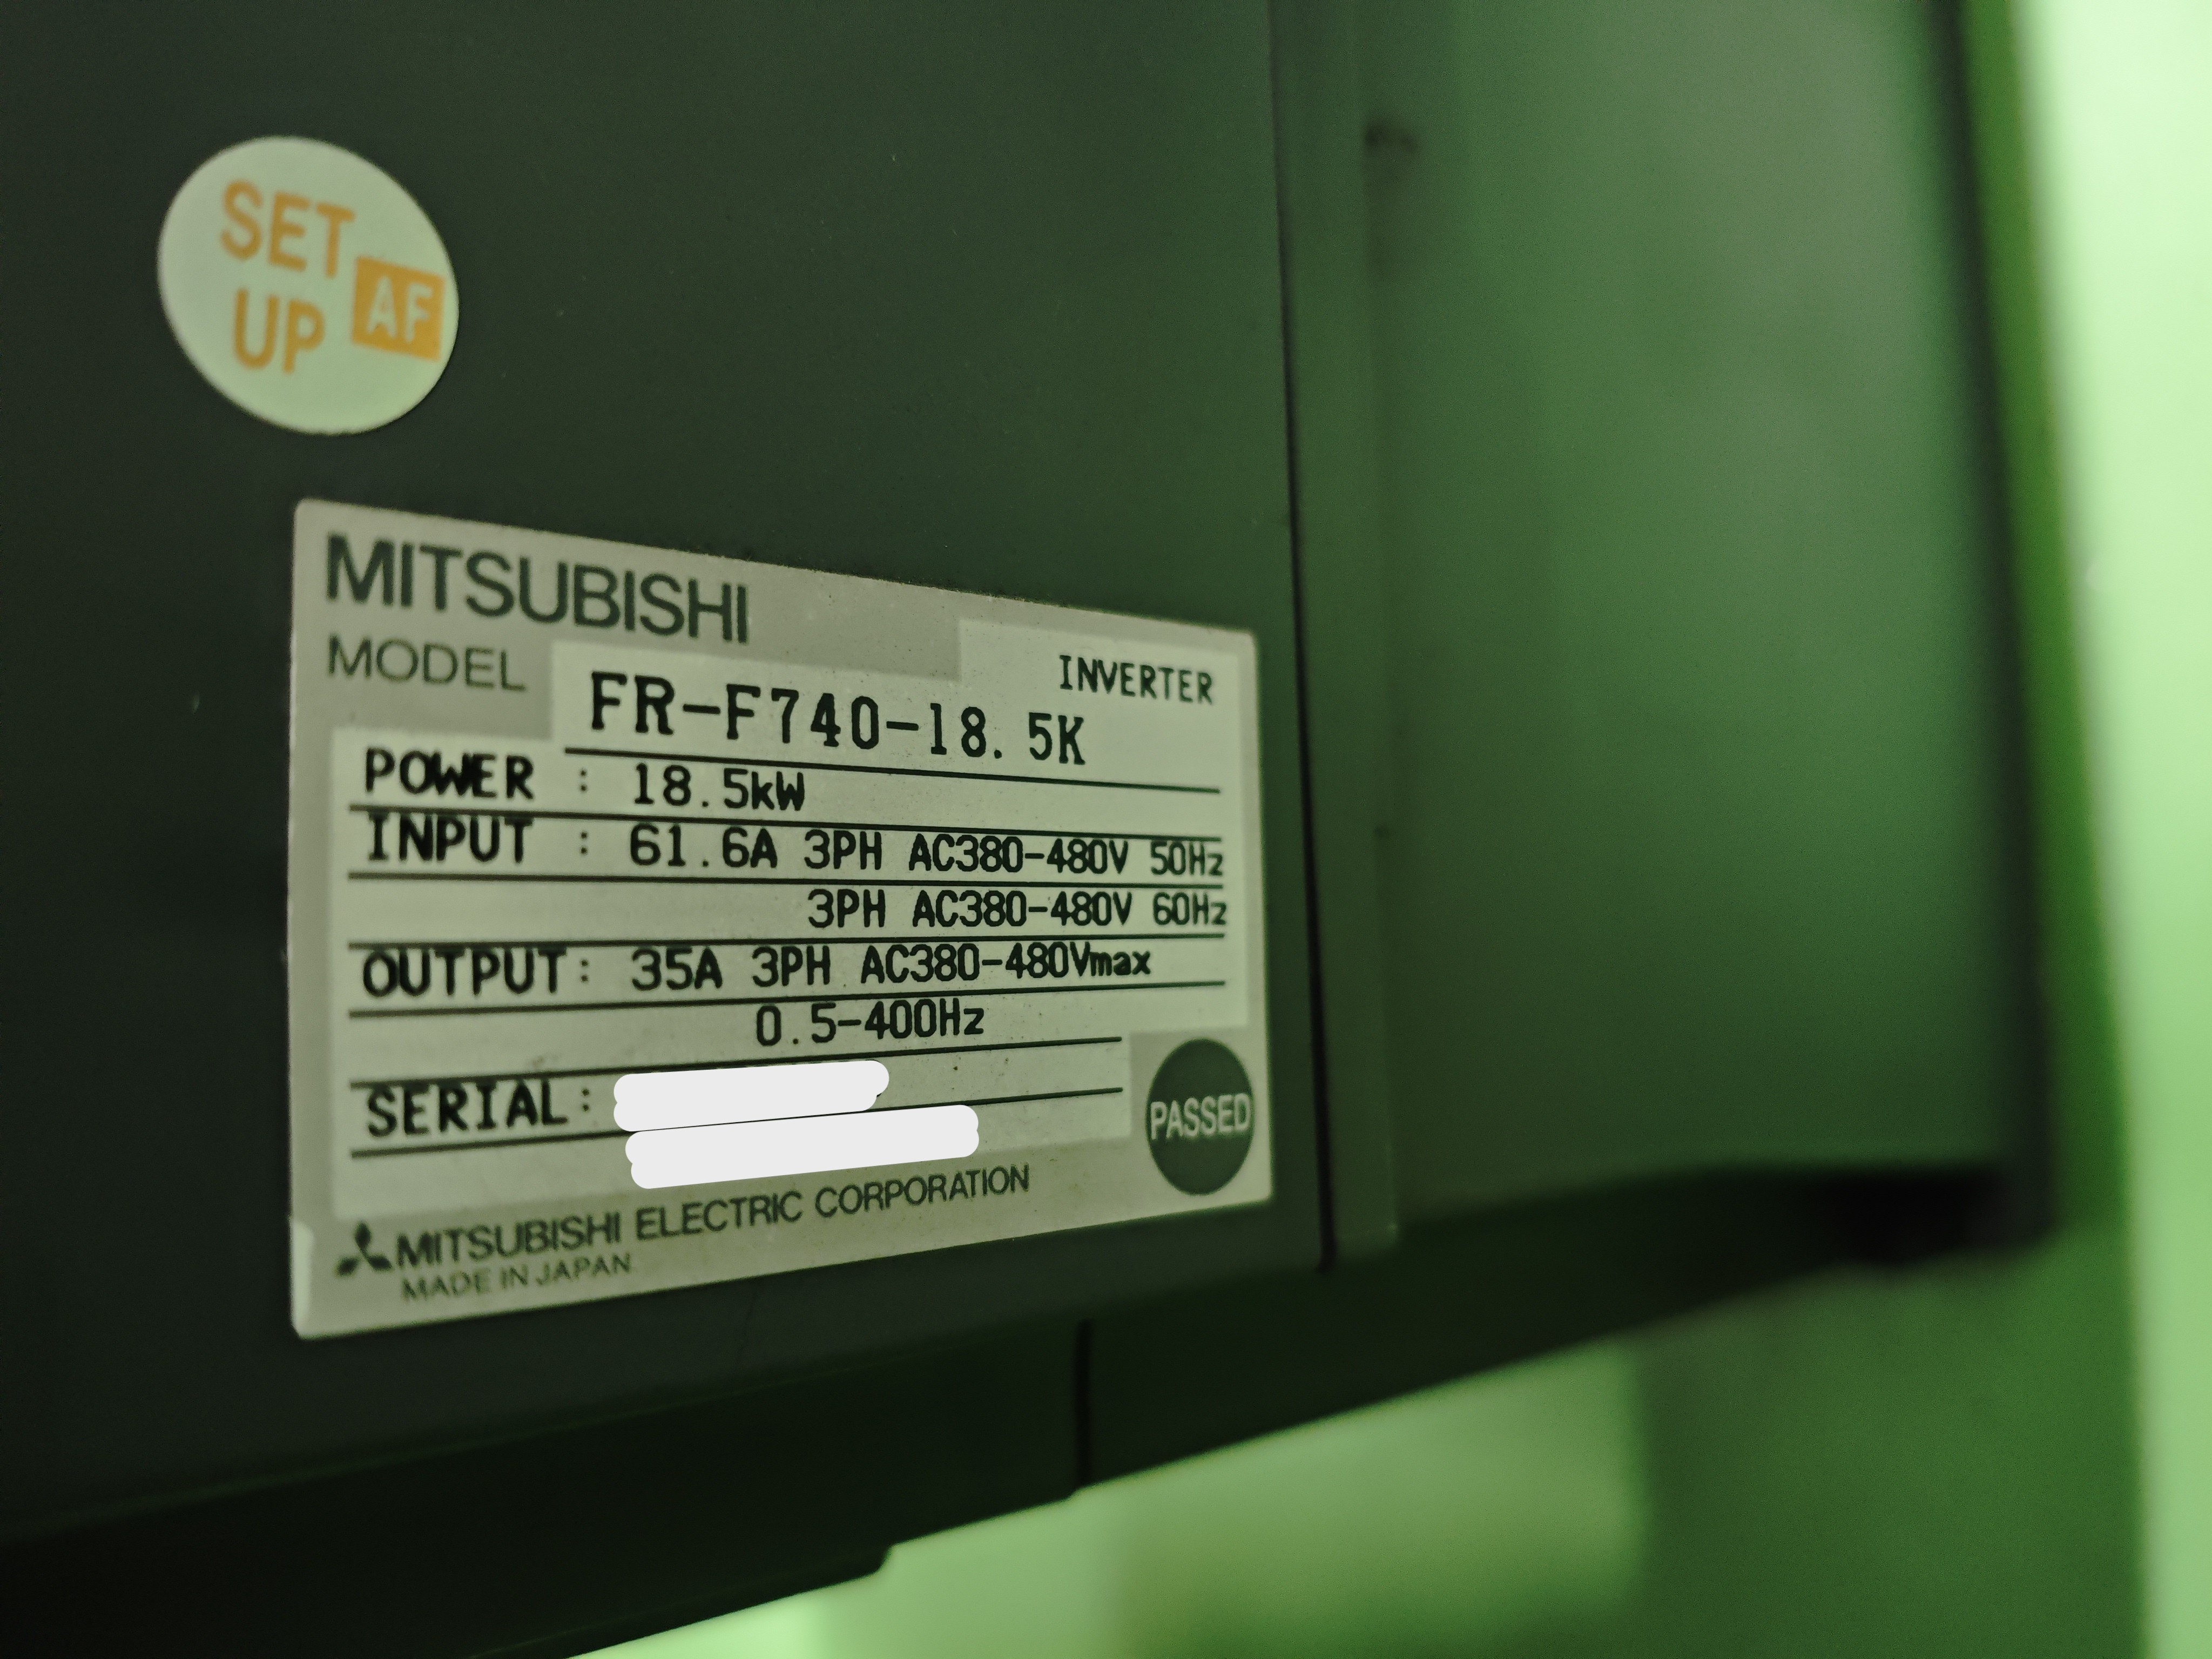 SET
UP AF
MITSUBISHI
MODEL
INVERTER
FR-F740-18.5K
POWER : 18.5kW
INPUT : 61.6A 3PH AC380-480V 50Hz
3PH AC380-480V 60Hz
OUTPUT: 35A 3PH AC380-480Vmax
0.5-400Hz
SERIAL:
PASSED
MITSUBISHI ELECTRIC CORPORATION
MADE IN JAPAN